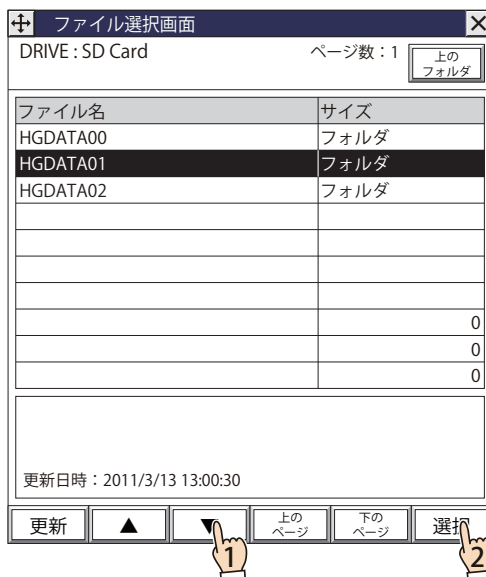 ファイル選択画面
DRIVE : SD Card ページ数：1 上の
フォルダ
ファイル名 サイズ
HGDATA00 フォルダ
HGDATA01 フォルダ
HGDATA02 フォルダ
0
0
0
更新日時：2011/3/13 13:00:30
更新 ▲ ▼ 上の
ページ 下の
ページ 選択
1 2